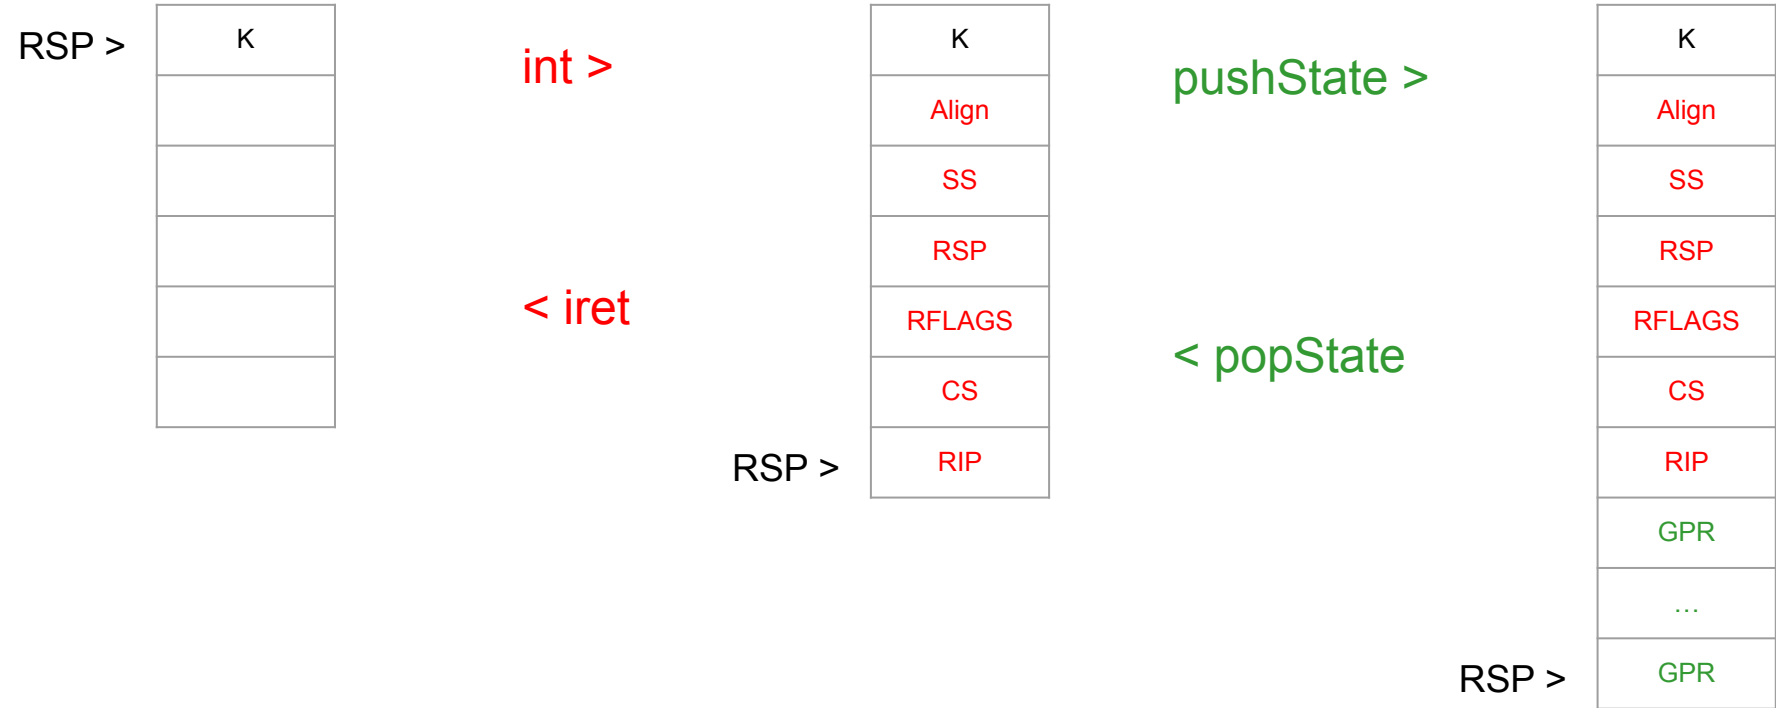 RSP >
K
int >
< iret
K
Align
SS
RSP
RFLAGS
CS
RSP >
RIP
pushState >
< popState
K
Align
SS
RSP
RFLAGS
CS
RIP
GPR
...
RSP >
GPR